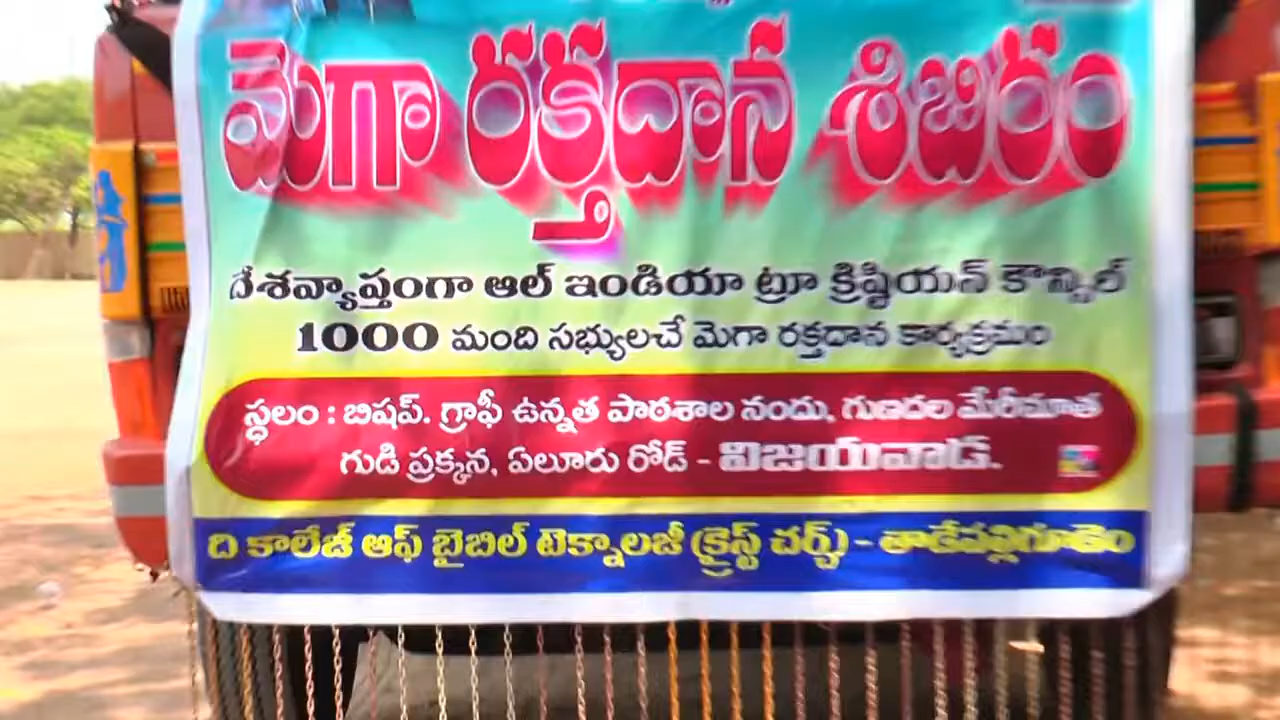 మెగా రక్తదాన శిబిరం
దేశవ్యాప్తంగా ఆల్ ఇండియా ట్రూ క్రిష్టియన్ కౌన్సిల్
1000 మంది సభ్యులచే మెగా రక్తదాన కార్యక్రమం
స్థలం : బిషప్. గ్రాఫీ ఉన్నత పాఠశాల నందు, గుణదల మేరీమాత
గుడి ప్రక్కన, ఏలూరు రోడ్ - విజయవాడ.
ది కాలేజ్ ఆఫ్ బైబిల్ టెక్నాలజీ క్రైస్ట్ చర్చ్ - తాడేపల్లిగూడెం